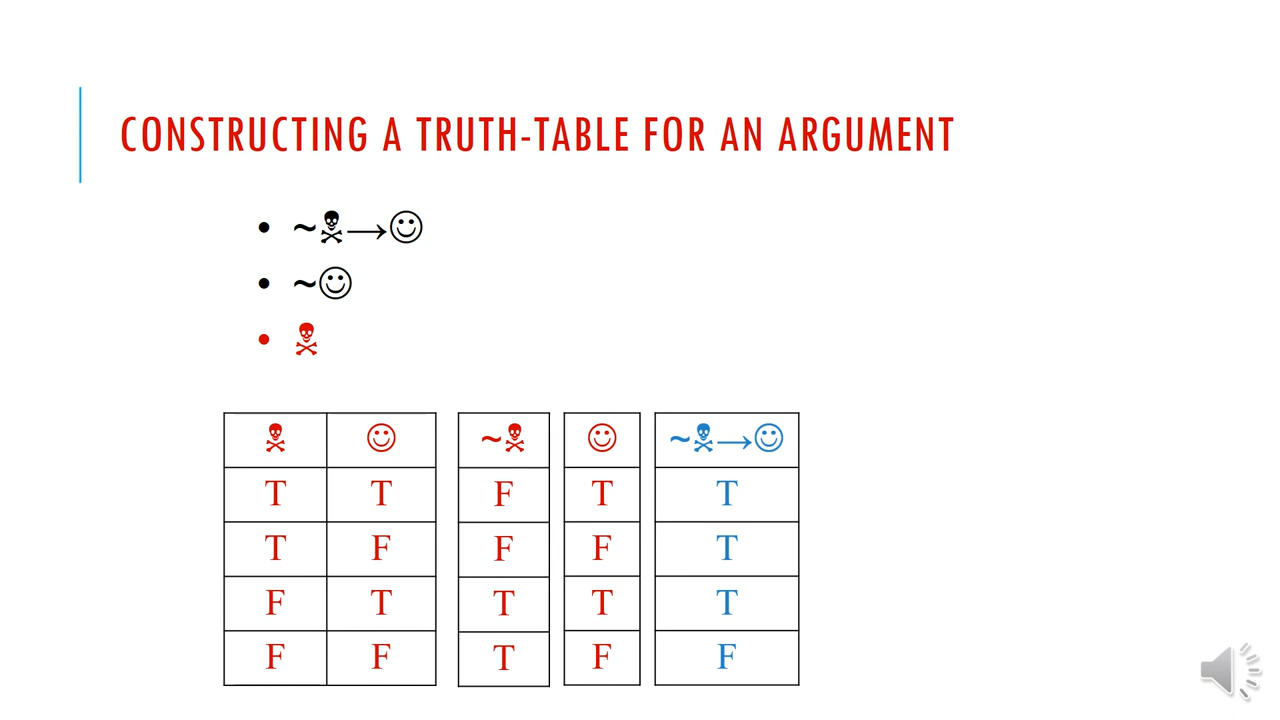 CONSTRUCTING A TRUTH-TABLE FOR AN ARGUMENT
• ~☠→☺
• ~☺
• ☠
☠ ☺ ~☠ ☺ ~☠→☺
T T F T T
T F F F T
F T T T T
F F T F F